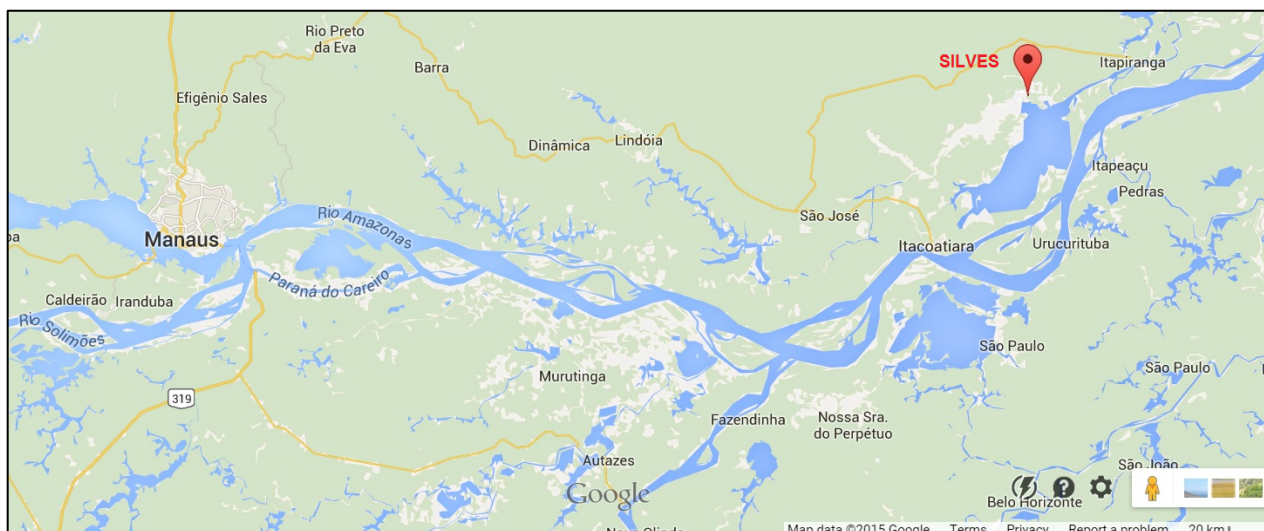 Rio Preto
da Eva
Barra
SILVES
Itapiranga
Efigênio Sales
Dinâmica
Lindóia
Itapeaçu
Pedras
São José
Rio Amazonas
Manaus
Itacoatiara
Urucurituba
Paraná do Careiro
Caldeirão
Iranduba
Rio Solimões
São Paulo
São Paulo
Murutinga
319
Fazendinha
Nossa Sra.
do Perpétuo
Autazes
São João
Google
Belo Horizonte
Map data ©2015 Google
Terms
Privacy
Report a problem
20 km